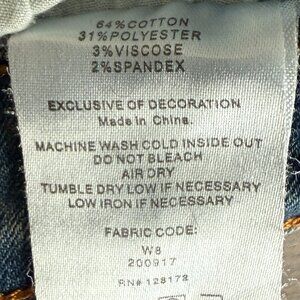 64%COTTON
31%POLYESTER
3%VISCOSE
2%SPANDEX
EXCLUSIVE OF DECORATION
Made in China.
MACHINE WASH COLD INSIDE OUT
DO NOT BLEACH
AIR DRY
TUMBLE DRY LOW IF NECESSARY
LOW IRON IF NECESSARY
FABRIC CODE:
W8
200917
RN# 128172